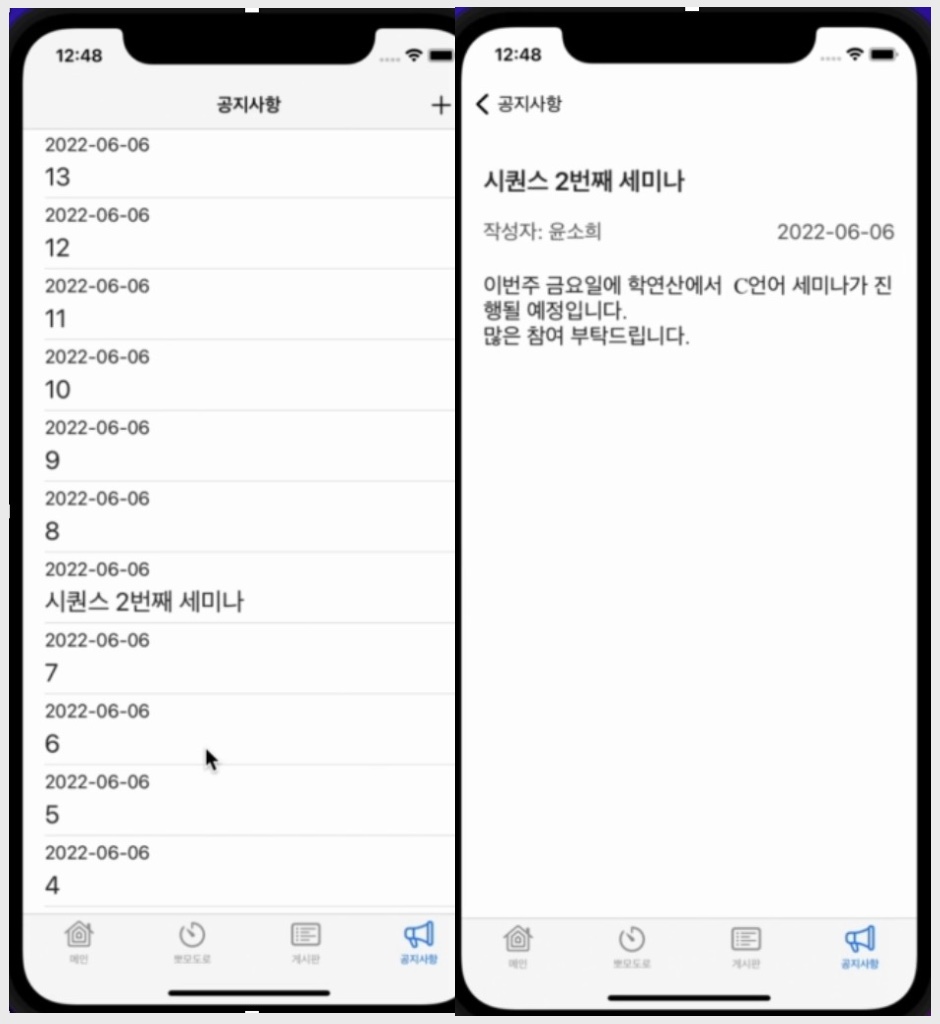 12:48
공지사항
+
2022-06-06
13
2022-06-06
12
2022-06-06
11
2022-06-06
10
2022-06-06
9
2022-06-06
8
2022-06-06
시퀀스 2번째 세미나
2022-06-06
7
2022-06-06
6
2022-06-06
5
2022-06-06
4
메인 뽀모도로 게시판 공지사항
12:48
공지사항
시퀀스 2번째 세미나
작성자: 윤소희 2022-06-06
이번주 금요일에 학연산에서 C언어 세미나가 진
행될 예정입니다.
많은 참여 부탁드립니다.
메인 뽀모도로 게시판 공지사항